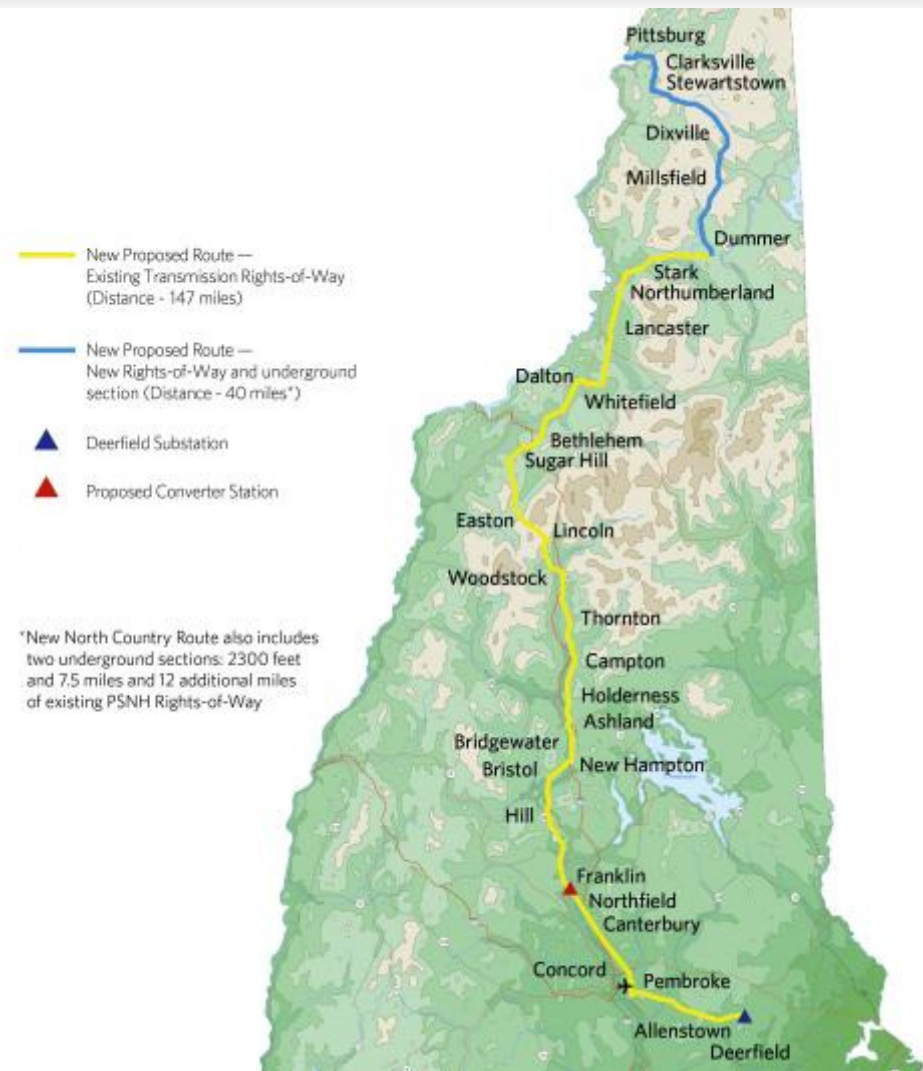 Pittsburg
Clarksville
Stewartstown
Dixville
Millsfield
Dummer
Stark
Northumberland
Lancaster
Dalton
Whitefield
Bethlehem
Sugar Hill
Easton
Lincoln
Woodstock
Thornton
Campton
Holderness
Ashland
Bridgewater
Bristol
New Hampton
Hill
Franklin
Northfield
Canterbury
Concord
Pembroke
Allenstown
Deerfield
New Proposed Route —
Existing Transmission Rights-of-Way
(Distance - 147 miles)
New Proposed Route —
New Rights-of-Way and underground
section (Distance - 40 miles*)
Deerfield Substation
Proposed Converter Station
*New North Country Route also includes
two underground sections: 2300 feet
and 7.5 miles and 12 additional miles
of existing PSNH Rights-of-Way